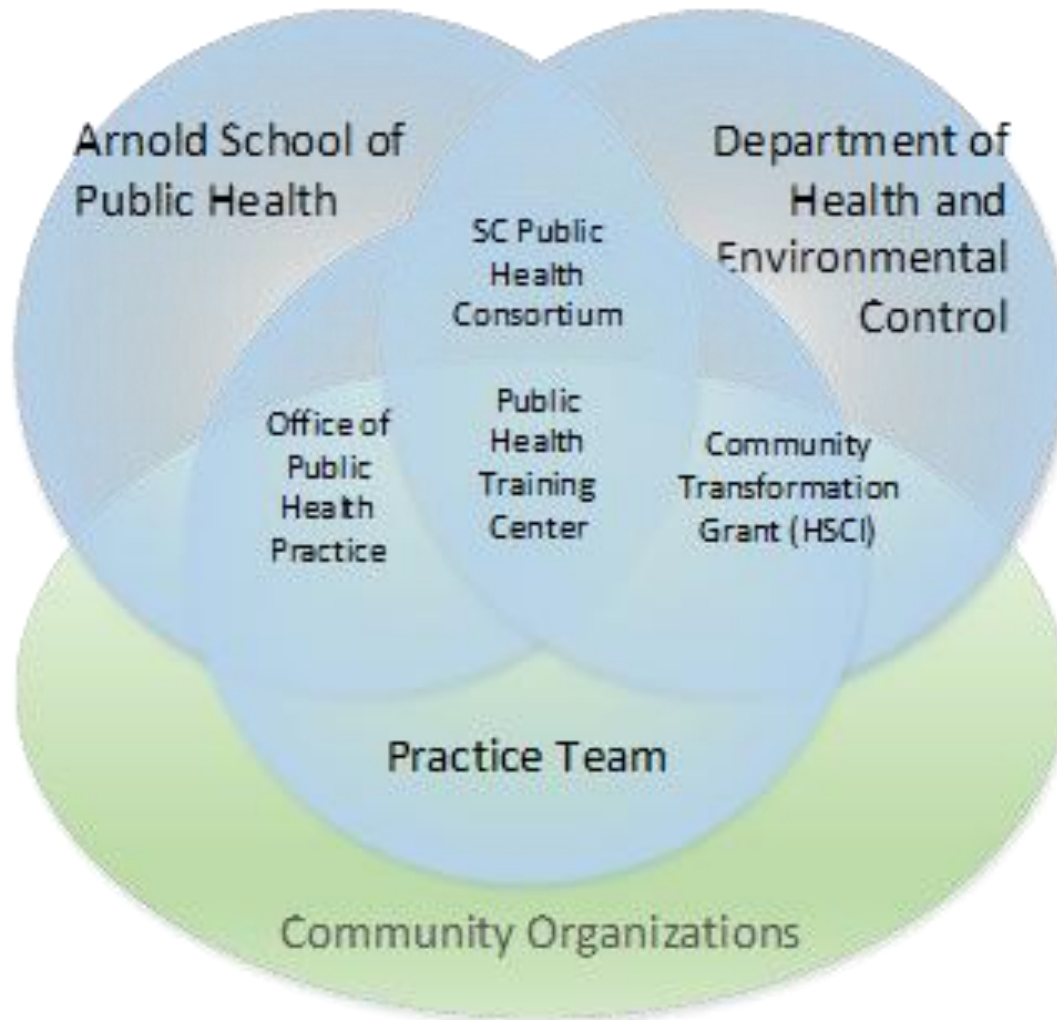 Arnold School of
Public Health
Department of
Health and
Environmental
Control
SC Public
Health
Consortium
Office of
Public
Health
Practice
Public
Health
Training
Center
Community
Transformation
Grant (HSCI)
Practice Team
Community Organizations